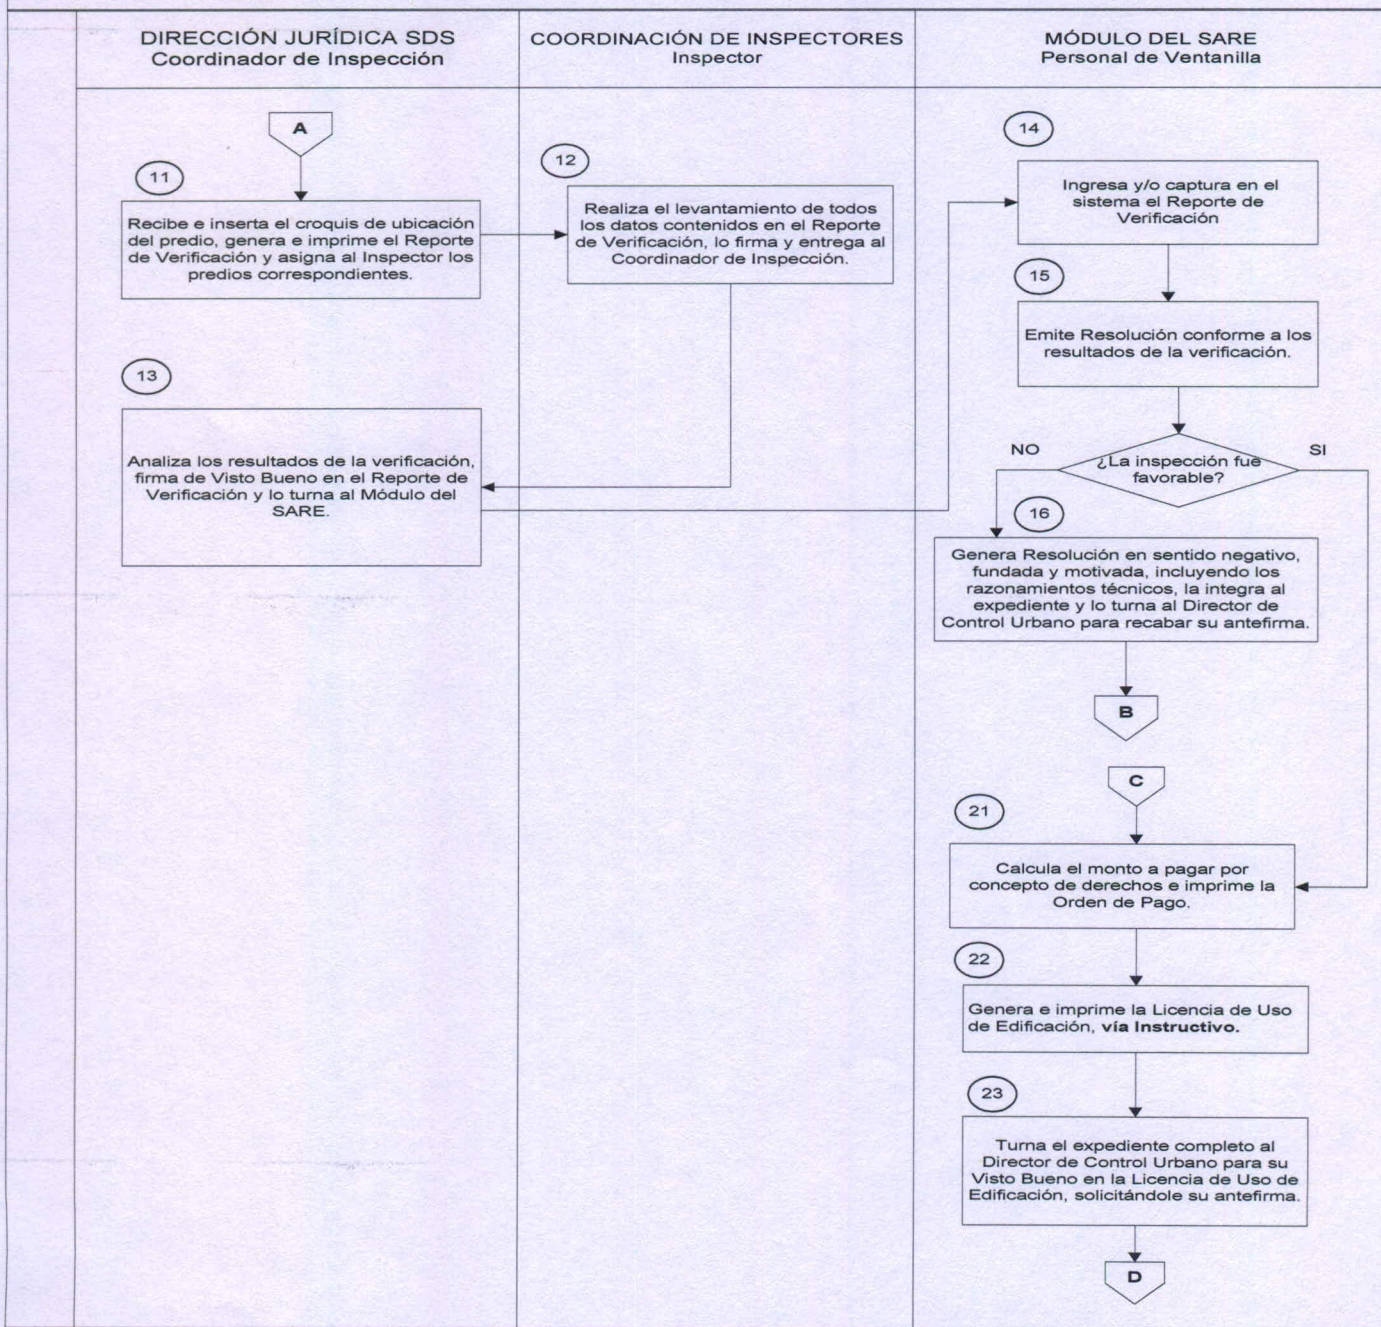 DIRECCIÓN JURÍDICA SDS
Coordinador de Inspección
COORDINACIÓN DE INSPECTORES
Inspector
MÓDULO DEL SARE
Personal de Ventanilla
A
11
Recibe e inserta el croquis de ubicación
del predio, genera e imprime el Reporte
de Verificación y asigna al Inspector los
predios correspondientes.
12
Realiza el levantamiento de todos
los datos contenidos en el Reporte
de Verificación, lo firma y entrega al
Coordinador de Inspección.
13
Analiza los resultados de la verificación,
firma de Visto Bueno en el Reporte de
Verificación y lo turna al Módulo del
SARE.
14
Ingresa y/o captura en el
sistema el Reporte de
Verificación
15
Emite Resolución conforme a los
resultados de la verificación.
NO
¿La inspección fue
favorable?
SI
16
Genera Resolución en sentido negativo,
fundada y motivada, incluyendo los
razonamientos técnicos, la integra al
expediente y lo turna al Director de
Control Urbano para recabar su antefirma.
B
C
21
Calcula el monto a pagar por
concepto de derechos e imprime la
Orden de Pago.
22
Genera e imprime la Licencia de Uso
de Edificación, vía Instructivo.
23
Turna el expediente completo al
Director de Control Urbano para su
Visto Bueno en la Licencia de Uso de
Edificación, solicitándole su antefirma.
D